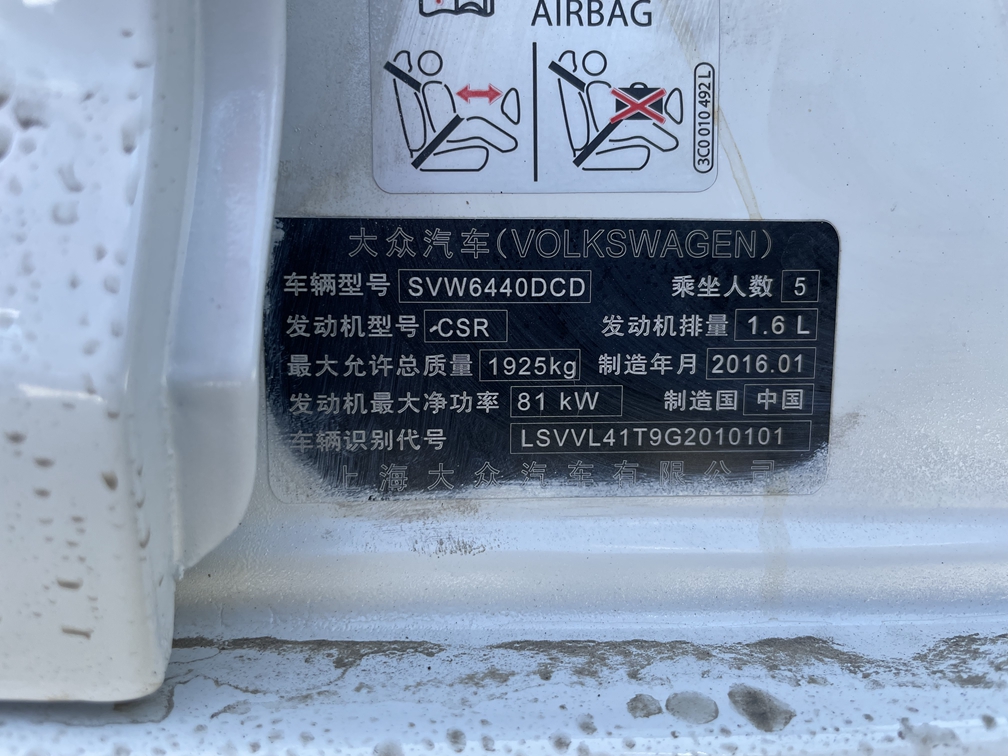 AIRBAG
3C0 010 492 L
大众汽车(VOLKSWAGEN)
车辆型号 SVW6440DCD 乘坐人数 5
发动机型号 CSR 发动机排量 1.6 L
最大允许总质量 1925kg 制造年月 2016.01
发动机最大净功率 81 kW 制造国 中国
车辆识别代号 LSVVL41T9G2010101
上海大众汽车有限公司